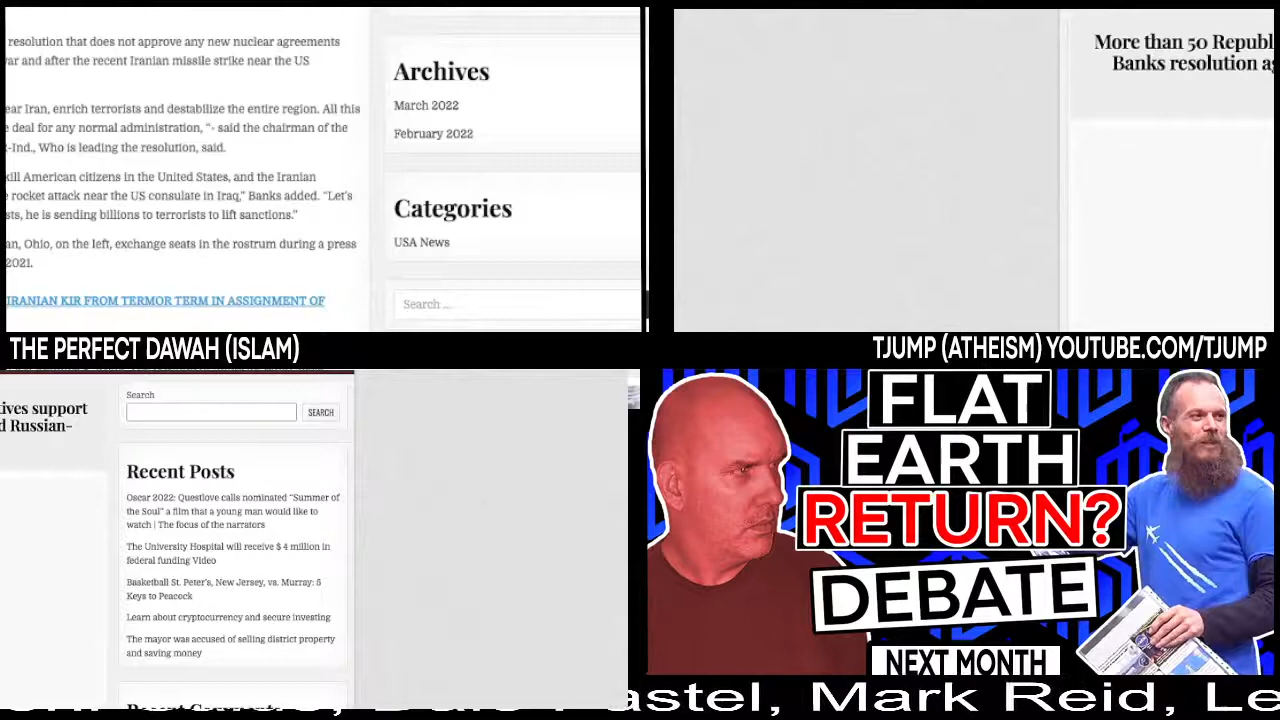 resolution that does not approve any new nuclear agreements
var and after the recent Iranian missile strike near the US
ear Iran, enrich terrorists and destabilize the entire region. All this
e deal for any normal administration, "- said the chairman of the
-Ind., Who is leading the resolution, said.
kill American citizens in the United States, and the Iranian
e rocket attack near the US consulate in Iraq," Banks added. "Let's
sts, he is sending billions to terrorists to lift sanctions."
an, Ohio, on the left, exchange seats in the rostrum during a press
2021.
IRANIAN KIR FROM TERMOR TERM IN ASSIGNMENT OF
Archives
March 2022
February 2022
Categories
USA News
Search ...
More than 50 Republ
Banks resolution ag
THE PERFECT DAWAH (ISLAM)
TJUMP (ATHEISM) YOUTUBE.COM/TJUMP
tives support
d Russian-
Search
SEARCH
Recent Posts
Oscar 2022: Questlove calls nominated "Summer of
the Soul" a film that a young man would like to
watch | The focus of the narrators
The University Hospital will receive $ 4 million in
federal funding Video
Basketball St. Peter's, New Jersey, vs. Murray: 5
Keys to Peacock
Learn about cryptocurrency and secure investing
The mayor was accused of selling district property
and saving money
Recent Comments
FLAT
EARTH
RETURN?
DEBATE
NEXT MONTH
astel, Mark Reid, Le